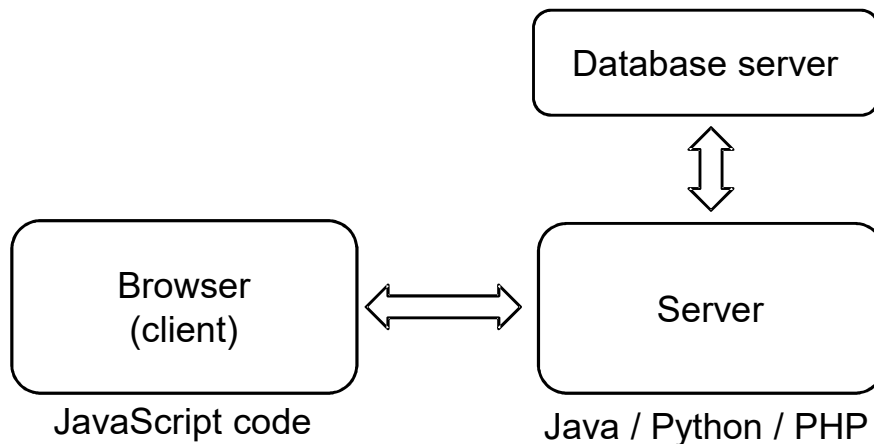 Database server
Browser
(client)
Server
JavaScript code
Java / Python / PHP